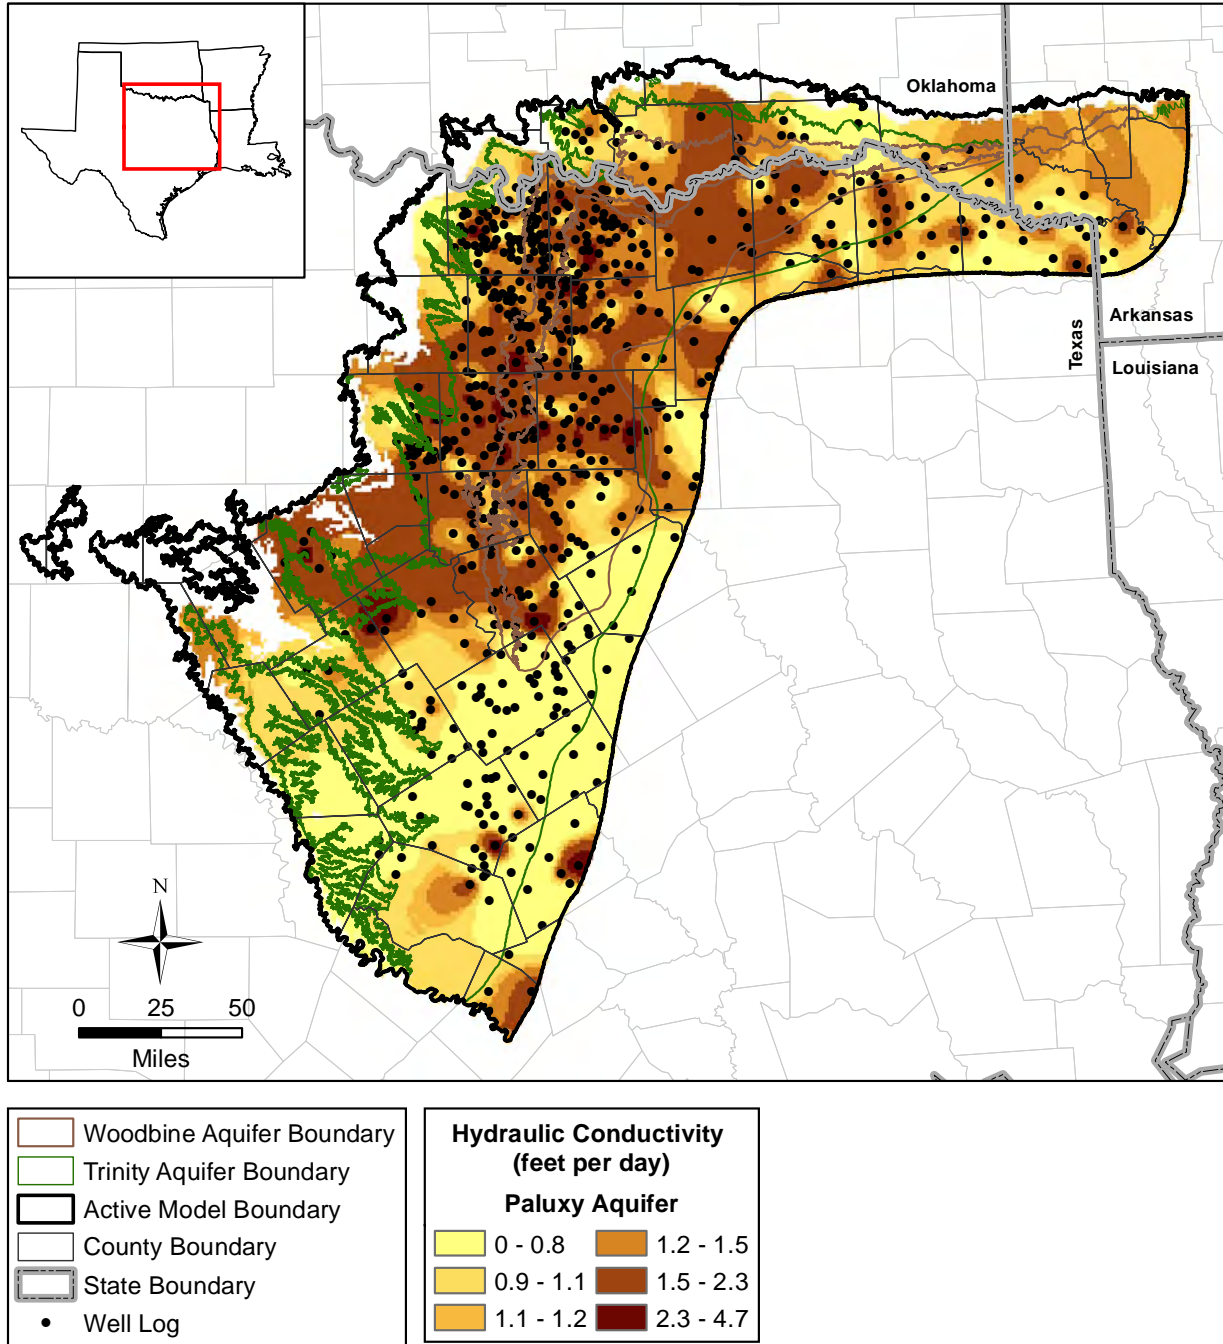 Oklahoma
Texas
Arkansas
Louisiana
N
0 25 50
Miles
Woodbine Aquifer Boundary
Trinity Aquifer Boundary
Active Model Boundary
County Boundary
State Boundary
Well Log
Hydraulic Conductivity
(feet per day)
Paluxy Aquifer
0 - 0.8
0.9 - 1.1
1.1 - 1.2
1.2 - 1.5
1.5 - 2.3
2.3 - 4.7